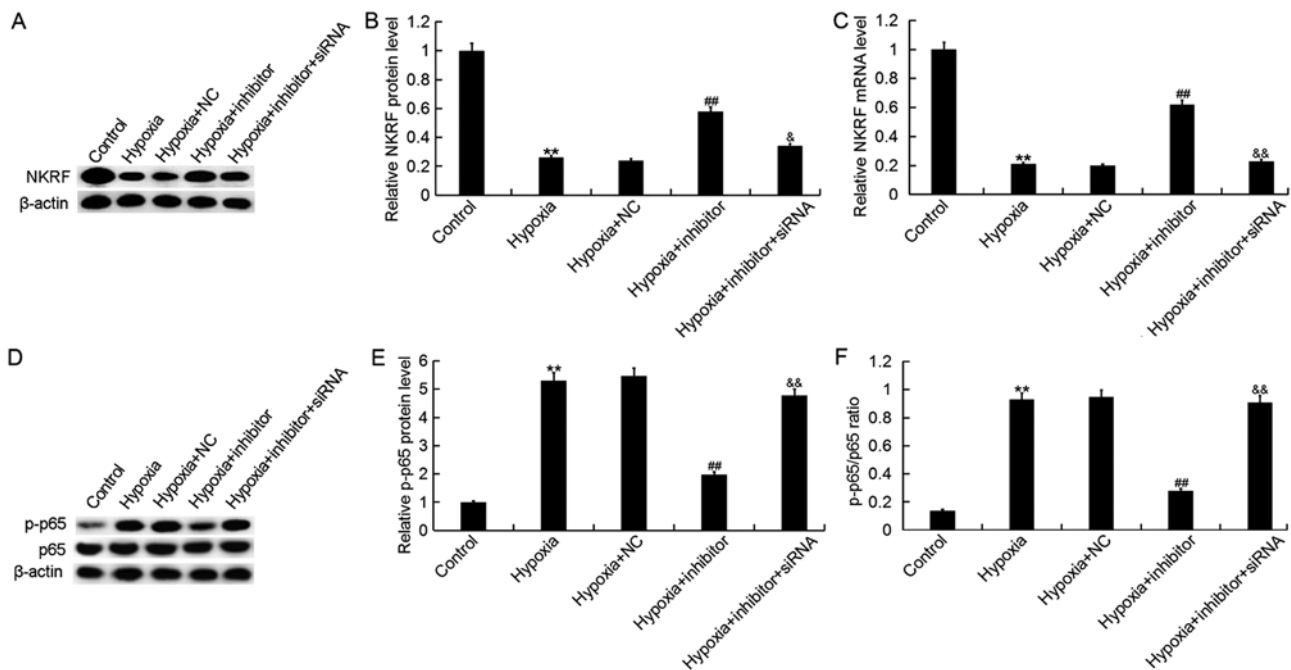 A
Control
Hypoxia
Hypoxia+NC
Hypoxia+inhibitor
Hypoxia+inhibitor+siRNA
NKRF
β-actin
B
Relative NKRF protein level
1.2
1
0.8
0.6
0.4
0.2
0
**
##
&
Control
Hypoxia
Hypoxia+NC
Hypoxia+inhibitor
Hypoxia+inhibitor+siRNA
C
Relative NKRF mRNA level
1.2
1
0.8
0.6
0.4
0.2
0
**
##
&&
Control
Hypoxia
Hypoxia+NC
Hypoxia+inhibitor
Hypoxia+inhibitor+siRNA
D
Control
Hypoxia
Hypoxia+NC
Hypoxia+inhibitor
Hypoxia+inhibitor+siRNA
p-p65
p65
β-actin
E
Relative p-p65 protein level
6
5
4
3
2
1
0
**
##
&&
Control
Hypoxia
Hypoxia+NC
Hypoxia+inhibitor
Hypoxia+inhibitor+siRNA
F
p-p65/p65 ratio
1.2
1
0.8
0.6
0.4
0.2
0
**
##
&&
Control
Hypoxia
Hypoxia+NC
Hypoxia+inhibitor
Hypoxia+inhibitor+siRNA